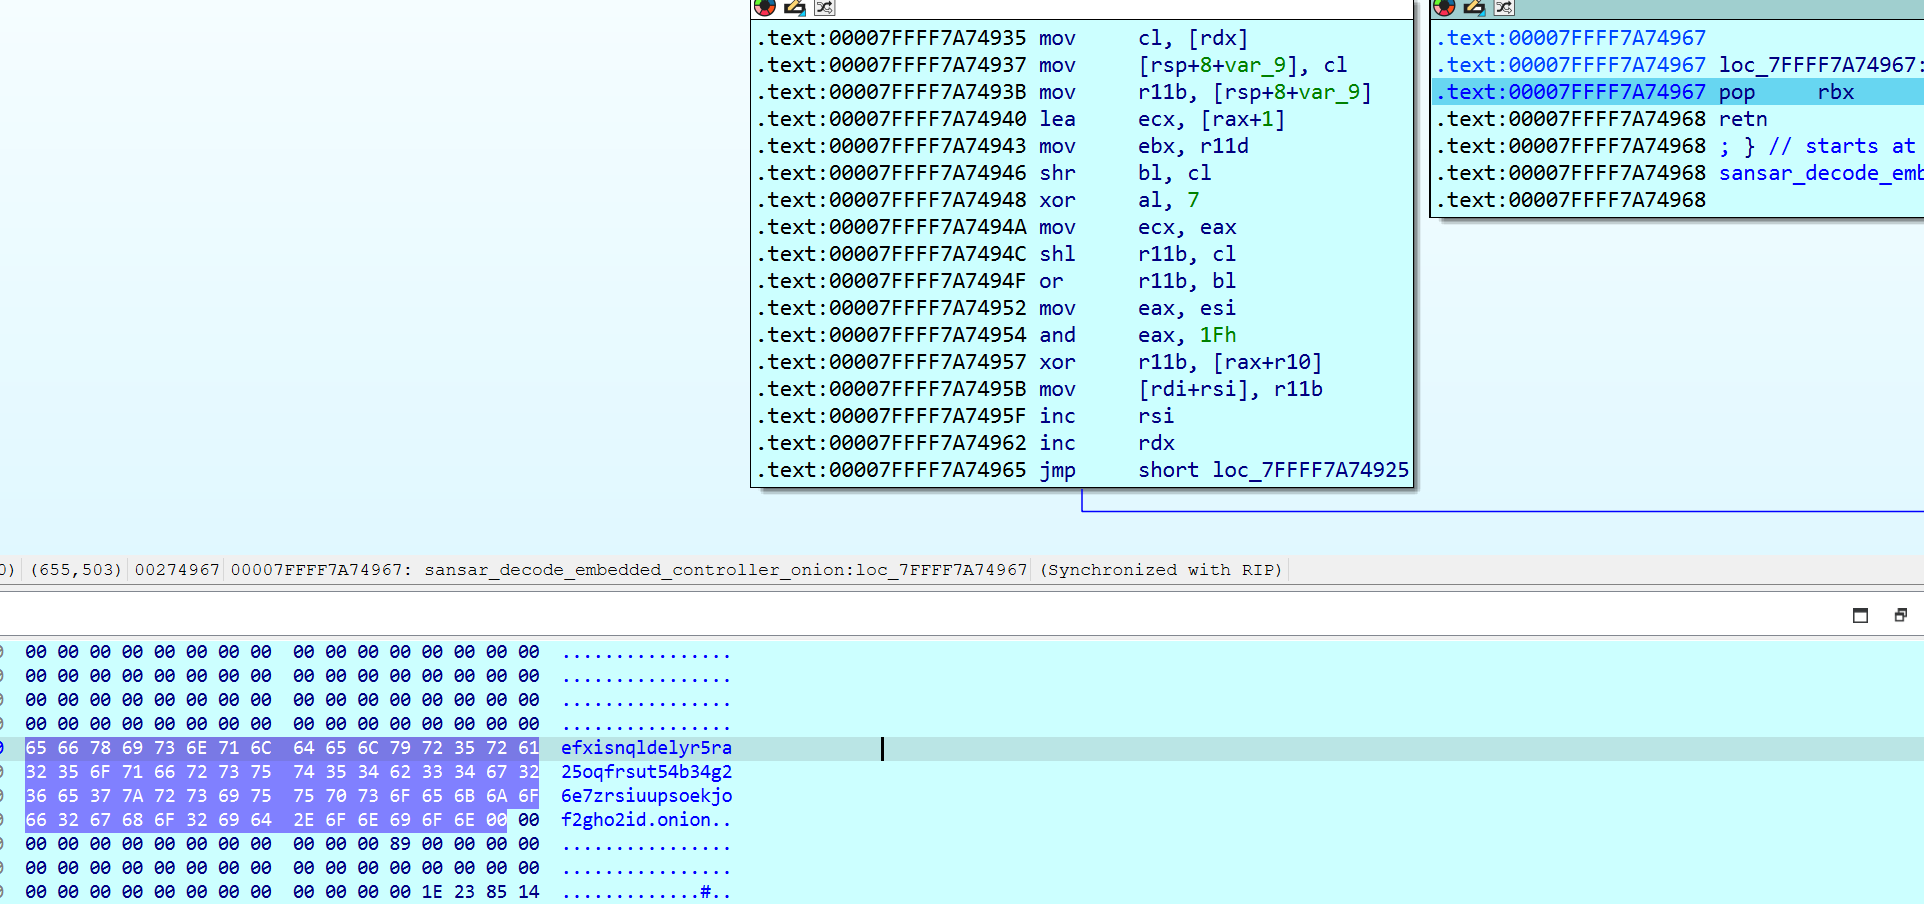 .text:00007FFFF7A74935 mov     cl, [rdx]
.text:00007FFFF7A74937 mov     [rsp+8+var_9], cl
.text:00007FFFF7A7493B mov     r11b, [rsp+8+var_9]
.text:00007FFFF7A74940 lea     ecx, [rax+1]
.text:00007FFFF7A74943 mov     ebx, r11d
.text:00007FFFF7A74946 shr     bl, cl
.text:00007FFFF7A74948 xor     al, 7
.text:00007FFFF7A7494A mov     ecx, eax
.text:00007FFFF7A7494C shl     r11b, cl
.text:00007FFFF7A7494F or      r11b, bl
.text:00007FFFF7A74952 mov     eax, esi
.text:00007FFFF7A74954 and     eax, 1Fh
.text:00007FFFF7A74957 xor     r11b, [rax+r10]
.text:00007FFFF7A7495B mov     [rdi+rsi], r11b
.text:00007FFFF7A7495F inc     rsi
.text:00007FFFF7A74962 inc     rdx
.text:00007FFFF7A74965 jmp     short loc_7FFFF7A74925
.text:00007FFFF7A74967
.text:00007FFFF7A74967 loc_7FFFF7A74967:
.text:00007FFFF7A74967 pop     rbx
.text:00007FFFF7A74968 retn
.text:00007FFFF7A74968 ; } // starts at
.text:00007FFFF7A74968 sansar_decode_emb
.text:00007FFFF7A74968
0) (655,503) 00274967 00007FFFF7A74967: sansar_decode_embedded_controller_onion:loc_7FFFF7A74967 (Synchronized with RIP)
00 00 00 00 00 00 00 00  00 00 00 00 00 00 00 00  ................
00 00 00 00 00 00 00 00  00 00 00 00 00 00 00 00  ................
00 00 00 00 00 00 00 00  00 00 00 00 00 00 00 00  ................
00 00 00 00 00 00 00 00  00 00 00 00 00 00 00 00  ................
65 66 78 69 73 6E 71 6C  64 65 6C 79 72 35 72 61  efxisnqldelyr5ra
32 35 6F 71 66 72 73 75  74 35 34 62 33 34 67 32  25oqfrsut54b34g2
36 65 37 7A 72 73 69 75  75 70 73 6F 65 6B 6A 6F  6e7zrsiuupsoekjo
66 32 67 68 6F 32 69 64  2E 6F 6E 69 6F 6E 00 00  f2gho2id.onion..
00 00 00 00 00 00 00 00  00 00 00 89 00 00 00 00  ................
00 00 00 00 00 00 00 00  00 00 00 00 00 00 00 00  ................
00 00 00 00 00 00 00 00  00 00 00 00 1E 23 85 14  .............#..